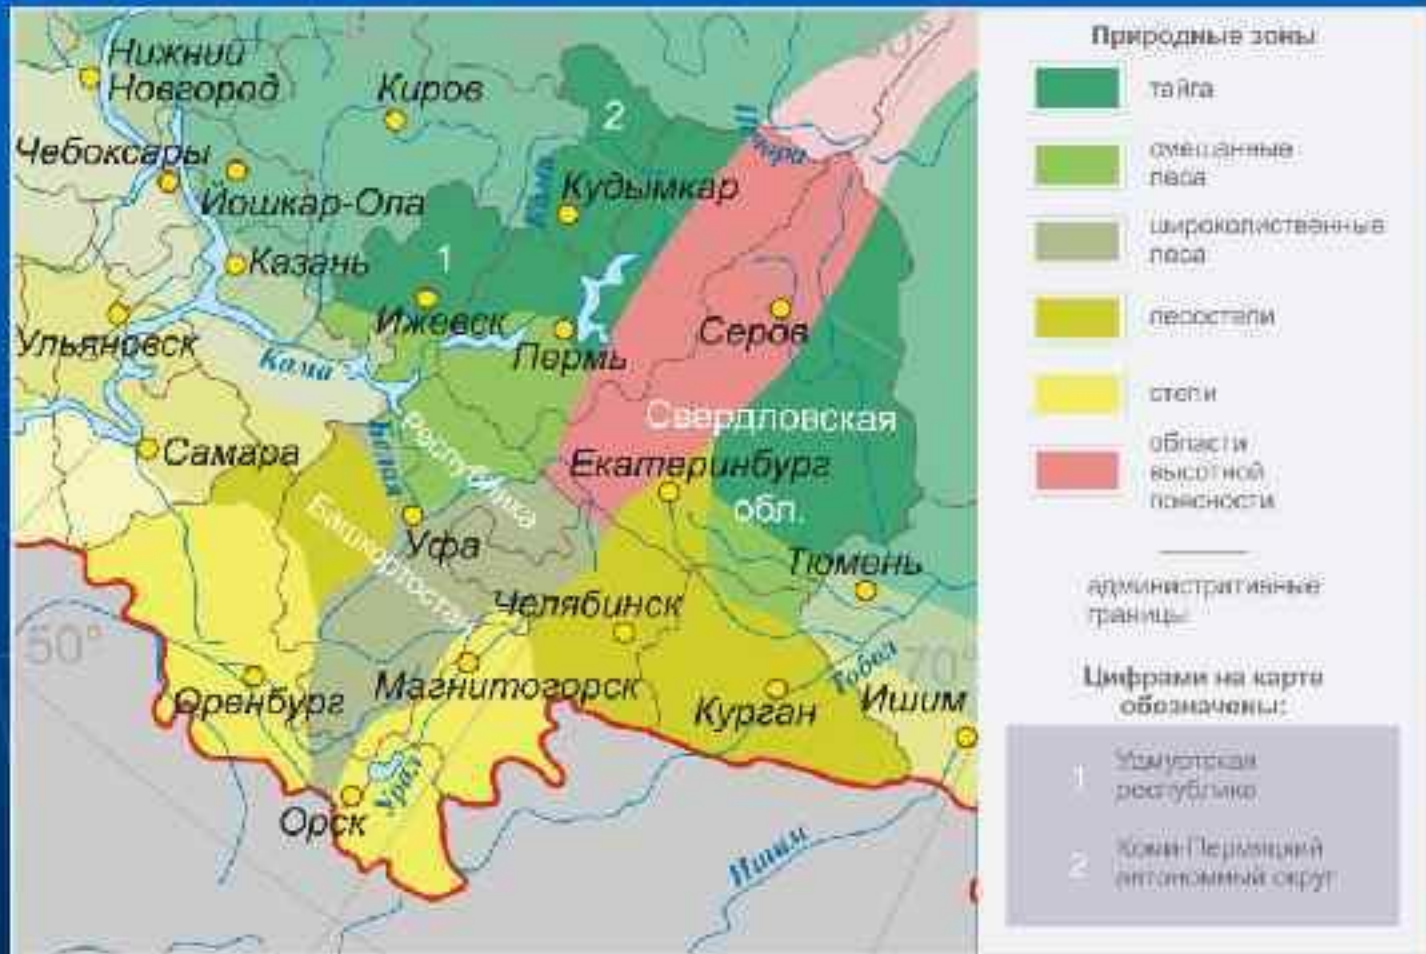 Нижний
Новгород
Киров
2
Печора
Чебоксары
Йошкар-Ола
Кама
Кудымкар
Казань
1
Ижевск
Серов
Ульяновск
Пермь
Кама
Свердловская
обл.
Самара
Белая
Республика
Екатеринбург
Башкортостан
Уфа
Тюмень
Челябинск
50°
70°
Тобол
Оренбург
Магнитогорск
Курган
Ишим
Орск
Урал
Ишим
Природные зоны
тайга
смешанные
леса
широколиственные
леса
лесостепи
степи
области
высотной
поясности
административные
границы
Цифрами на карте
обозначены:
1
Удмуртская
республика
2
Коми-Пермяцкий
автономный округ